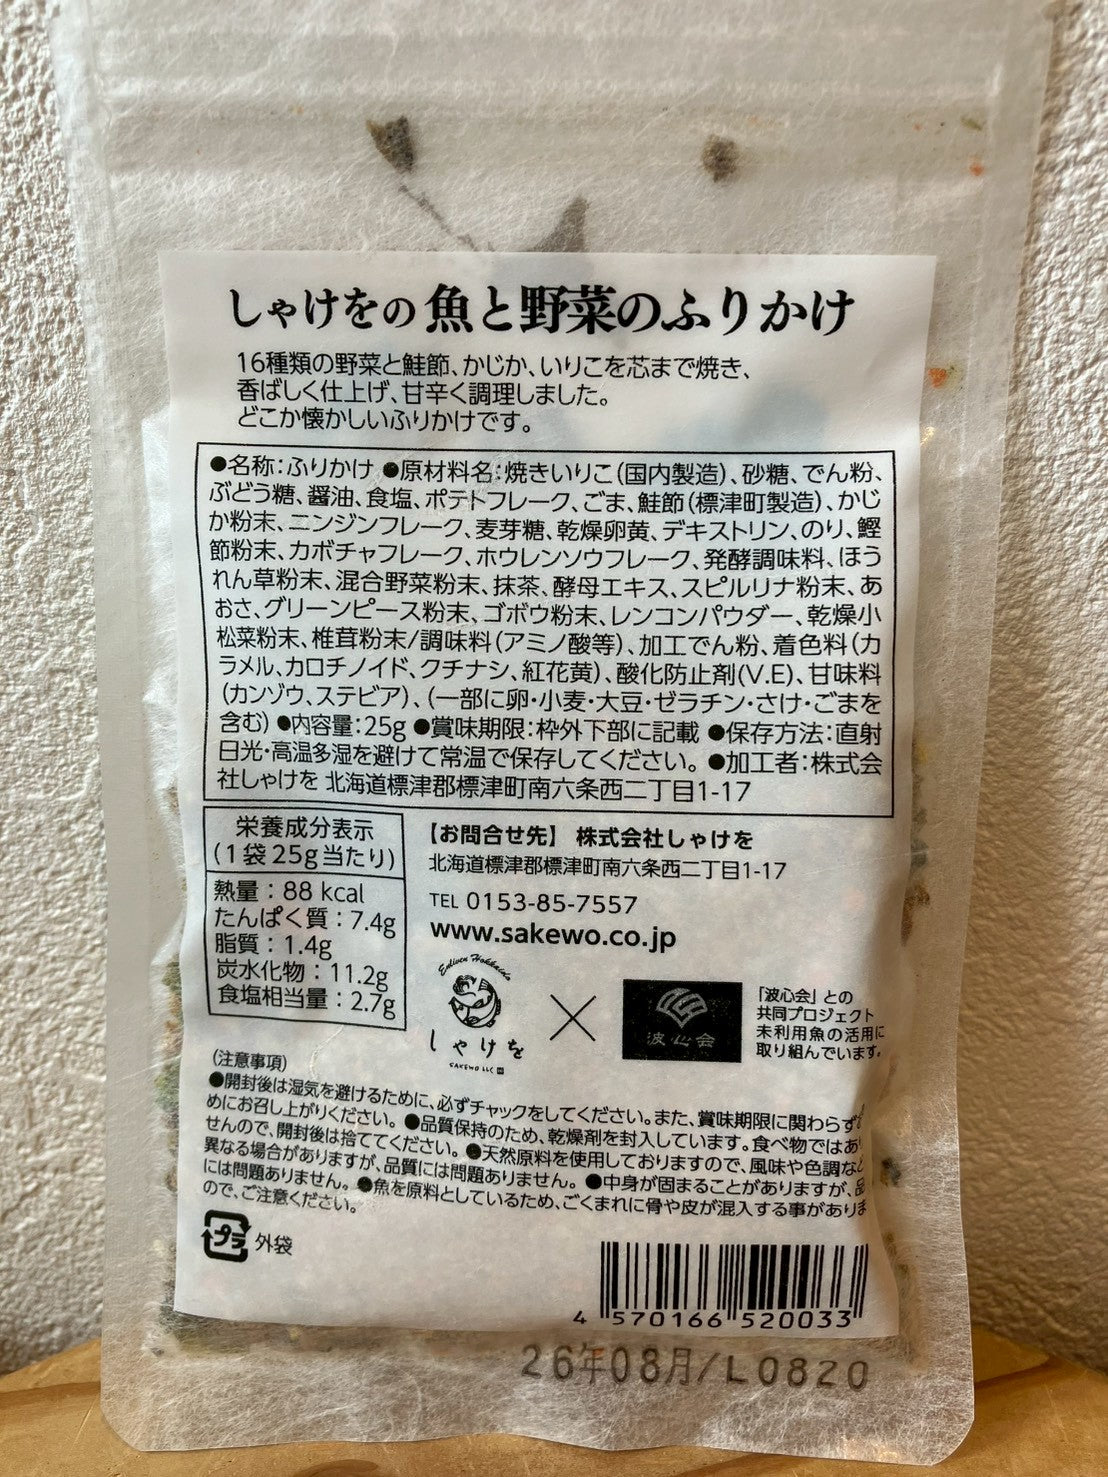 しゃけをの魚と野菜のふりかけ
16種類の野菜と鮭節、かじか、いりこを芯まで焼き、
香ばしく仕上げ、甘辛く調理しました。
どこか懐かしいふりかけです。
●名称：ふりかけ ●原材料名：焼きいりこ（国内製造）、砂糖、でん粉、
ぶどう糖、醤油、食塩、ポテトフレーク、ごま、鮭節（標津町製造）、かじ
か粉末、ニンジンフレーク、麦芽糖、乾燥卵黄、デキストリン、のり、鰹
節粉末、カボチャフレーク、ホウレンソウフレーク、発酵調味料、ほう
れん草粉末、混合野菜粉末、抹茶、酵母エキス、スピルリナ粉末、あ
おさ、グリーンピース粉末、ゴボウ粉末、レンコンパウダー、乾燥小
松菜粉末、椎茸粉末/調味料（アミノ酸等）、加工でん粉、着色料（カ
ラメル、カロチノイド、クチナシ、紅花黄）、酸化防止剤(V.E)、甘味料
（カンゾウ、ステビア）、（一部に卵・小麦・大豆・ゼラチン・さけ・ごまを
含む）●内容量：25g ●賞味期限：枠外下部に記載 ●保存方法：直射
日光・高温多湿を避けて常温で保存してください。 ●加工者：株式会
社しゃけを 北海道標津郡標津町南六条西二丁目1-17
栄養成分表示
（1袋25g当たり）
熱量：88 kcal
たんぱく質：7.4g
脂質：1.4g
炭水化物：11.2g
食塩相当量：2.7g
【お問合せ先】 株式会社しゃけを
北海道標津郡標津町南六条西二丁目1-17
TEL 0153-85-7557
www.sakewo.co.jp
Enliven Hokkaido
しゃけを
SAKEWO LLC
×
波心会
「波心会」との
共同プロジェクト
未利用魚の活用に
取り組んでいます。
（注意事項）
●開封後は湿気を避けるために、必ずチャックをしてください。また、賞味期限に関わらず
めにお召し上がりください。 ●品質保持のため、乾燥剤を封入しています。食べ物ではあり
せんので、開封後は捨ててください。 ●天然原料を使用しておりますので、風味や色調など
異なる場合がありますが、品質には問題ありません。 ●中身が固まることがありますが、品
には問題ありません。 ●魚を原料としているため、ごくまれに骨や皮が混入する事がありま
ので、ご注意ください。
プラ 外袋
4 570166 520033
26年08月/L0820